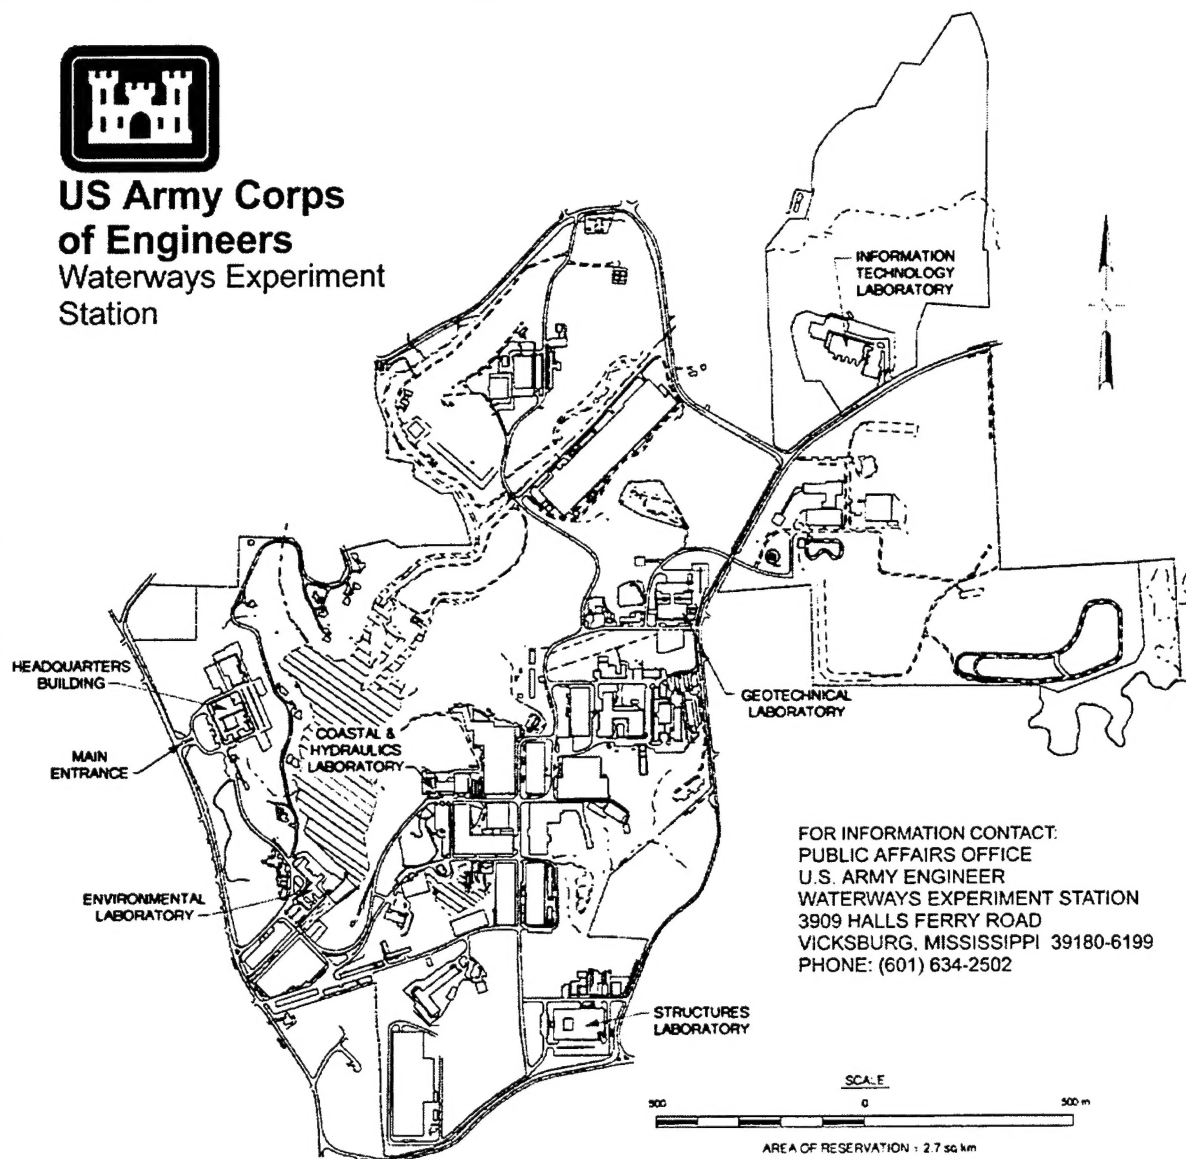 US Army Corps
of Engineers
Waterways Experiment
Station
INFORMATION
TECHNOLOGY
LABORATORY
HEADQUARTERS
BUILDING
MAIN
ENTRANCE
COASTAL &
HYDRAULICS
LABORATORY
GEOTECHNICAL
LABORATORY
ENVIRONMENTAL
LABORATORY
STRUCTURES
LABORATORY
FOR INFORMATION CONTACT:
PUBLIC AFFAIRS OFFICE
U.S. ARMY ENGINEER
WATERWAYS EXPERIMENT STATION
3909 HALLS FERRY ROAD
VICKSBURG, MISSISSIPPI 39180-6199
PHONE: (601) 634-2502
SCALE
500 0 500 m
AREA OF RESERVATION : 2.7 sq km